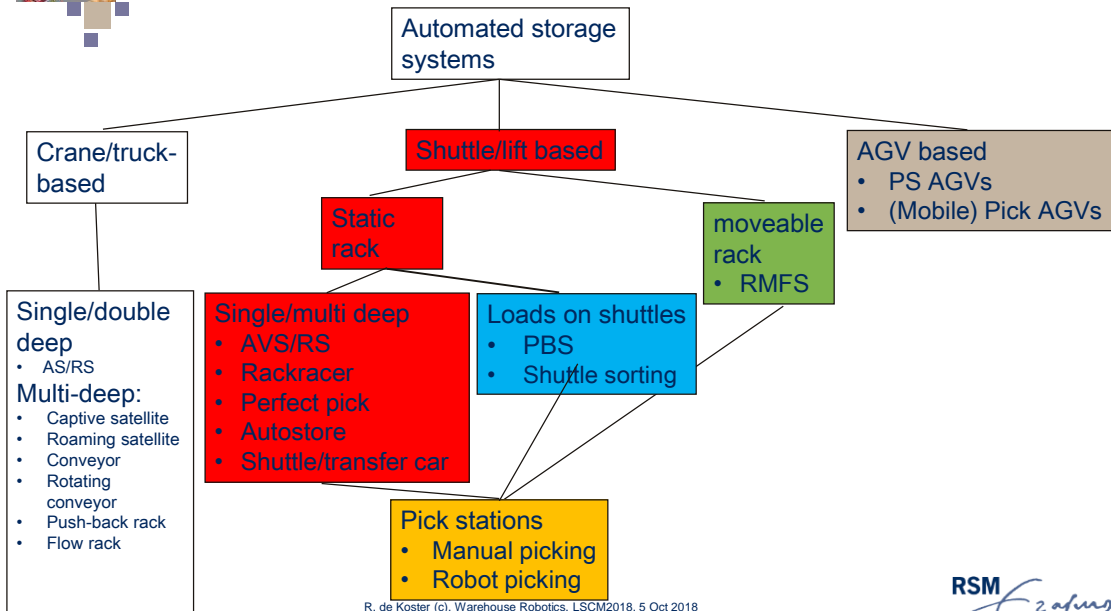 Automated storage
systems
Crane/truck-
based
Shuttle/lift based
AGV based
• PS AGVs
• (Mobile) Pick AGVs
Static
rack
moveable
rack
• RMFS
Single/double
deep
• AS/RS
Multi-deep:
• Captive satellite
• Roaming satellite
• Conveyor
• Rotating
conveyor
• Push-back rack
• Flow rack
Single/multi deep
• AVS/RS
• Rackracer
• Perfect pick
• Autostore
• Shuttle/transfer car
Loads on shuttles
• PBS
• Shuttle sorting
Pick stations
• Manual picking
• Robot picking
R. de Koster (c), Warehouse Robotics, LSCM2018, 5 Oct 2018
RSM